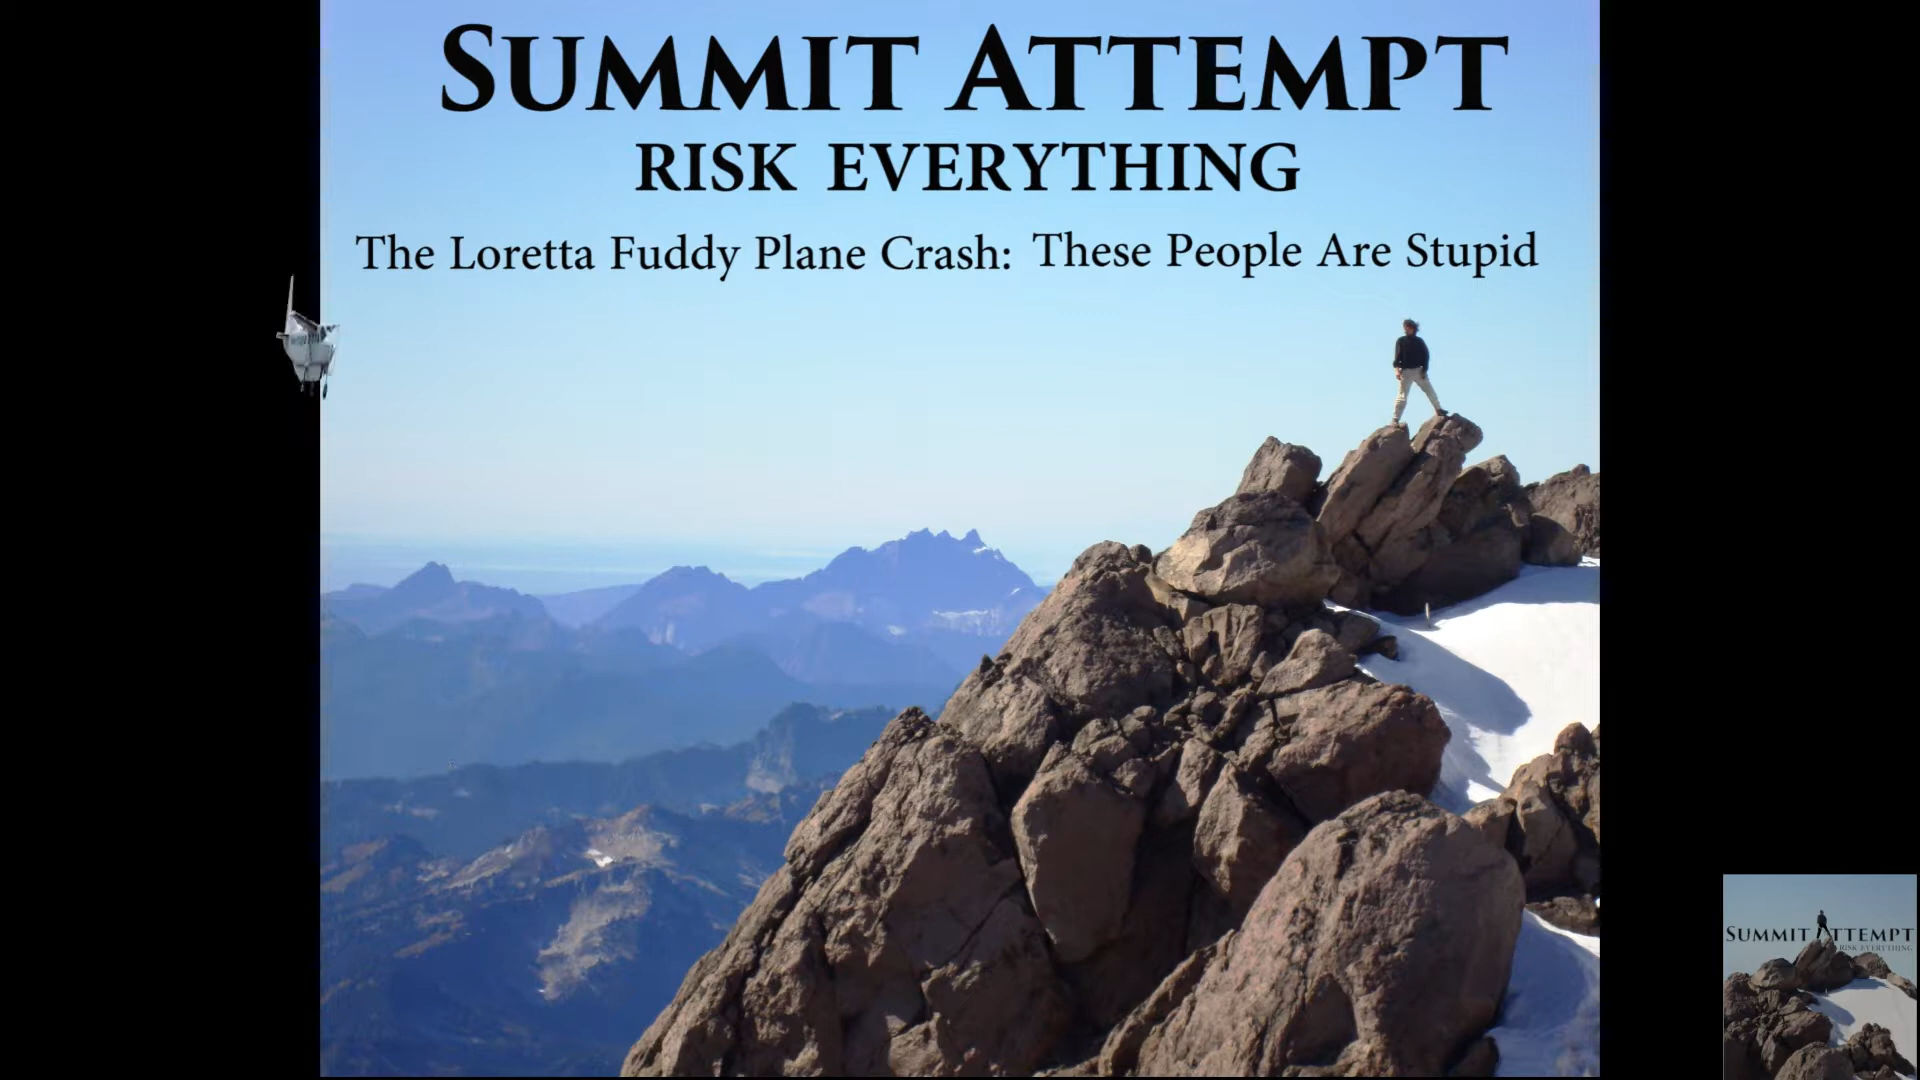 SUMMIT ATTEMPT
RISK EVERYTHING
The Loretta Fuddy Plane Crash: These People Are Stupid
SUMMIT ATTEMPT
RISK EVERYTHING